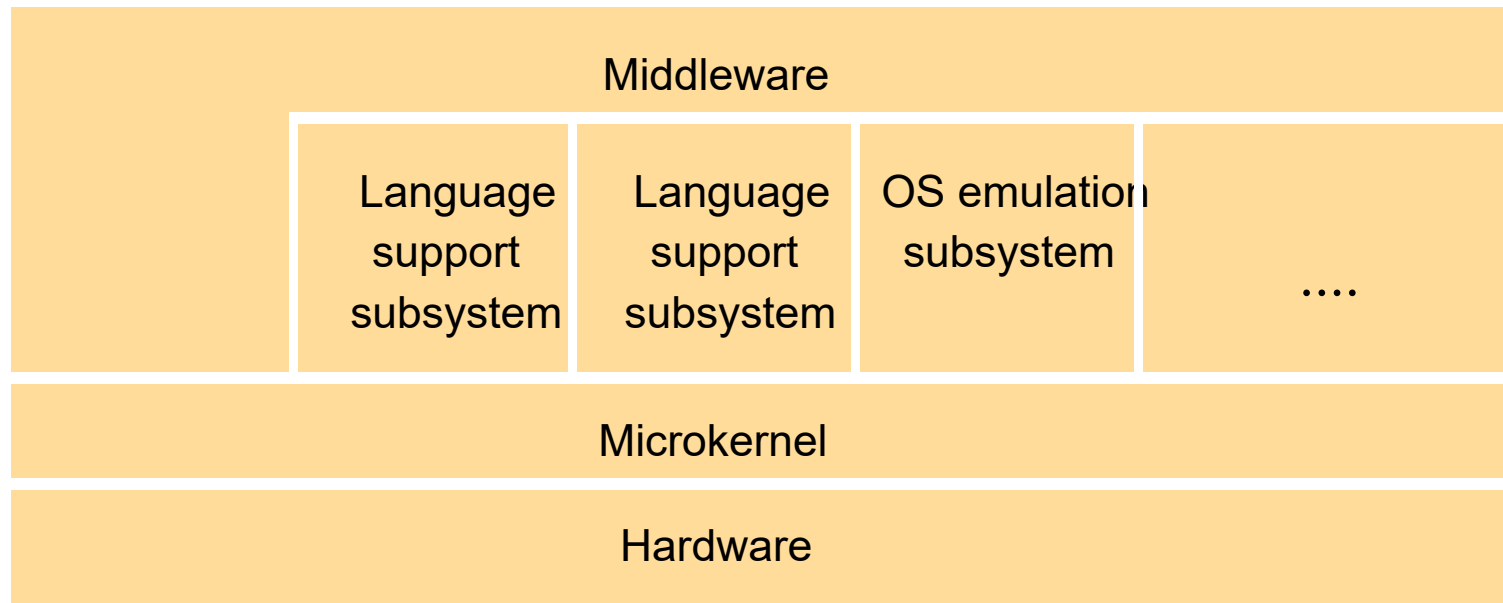 Middleware
Language
support
subsystem
Language
support
subsystem
OS emulation
subsystem
....
Microkernel
Hardware